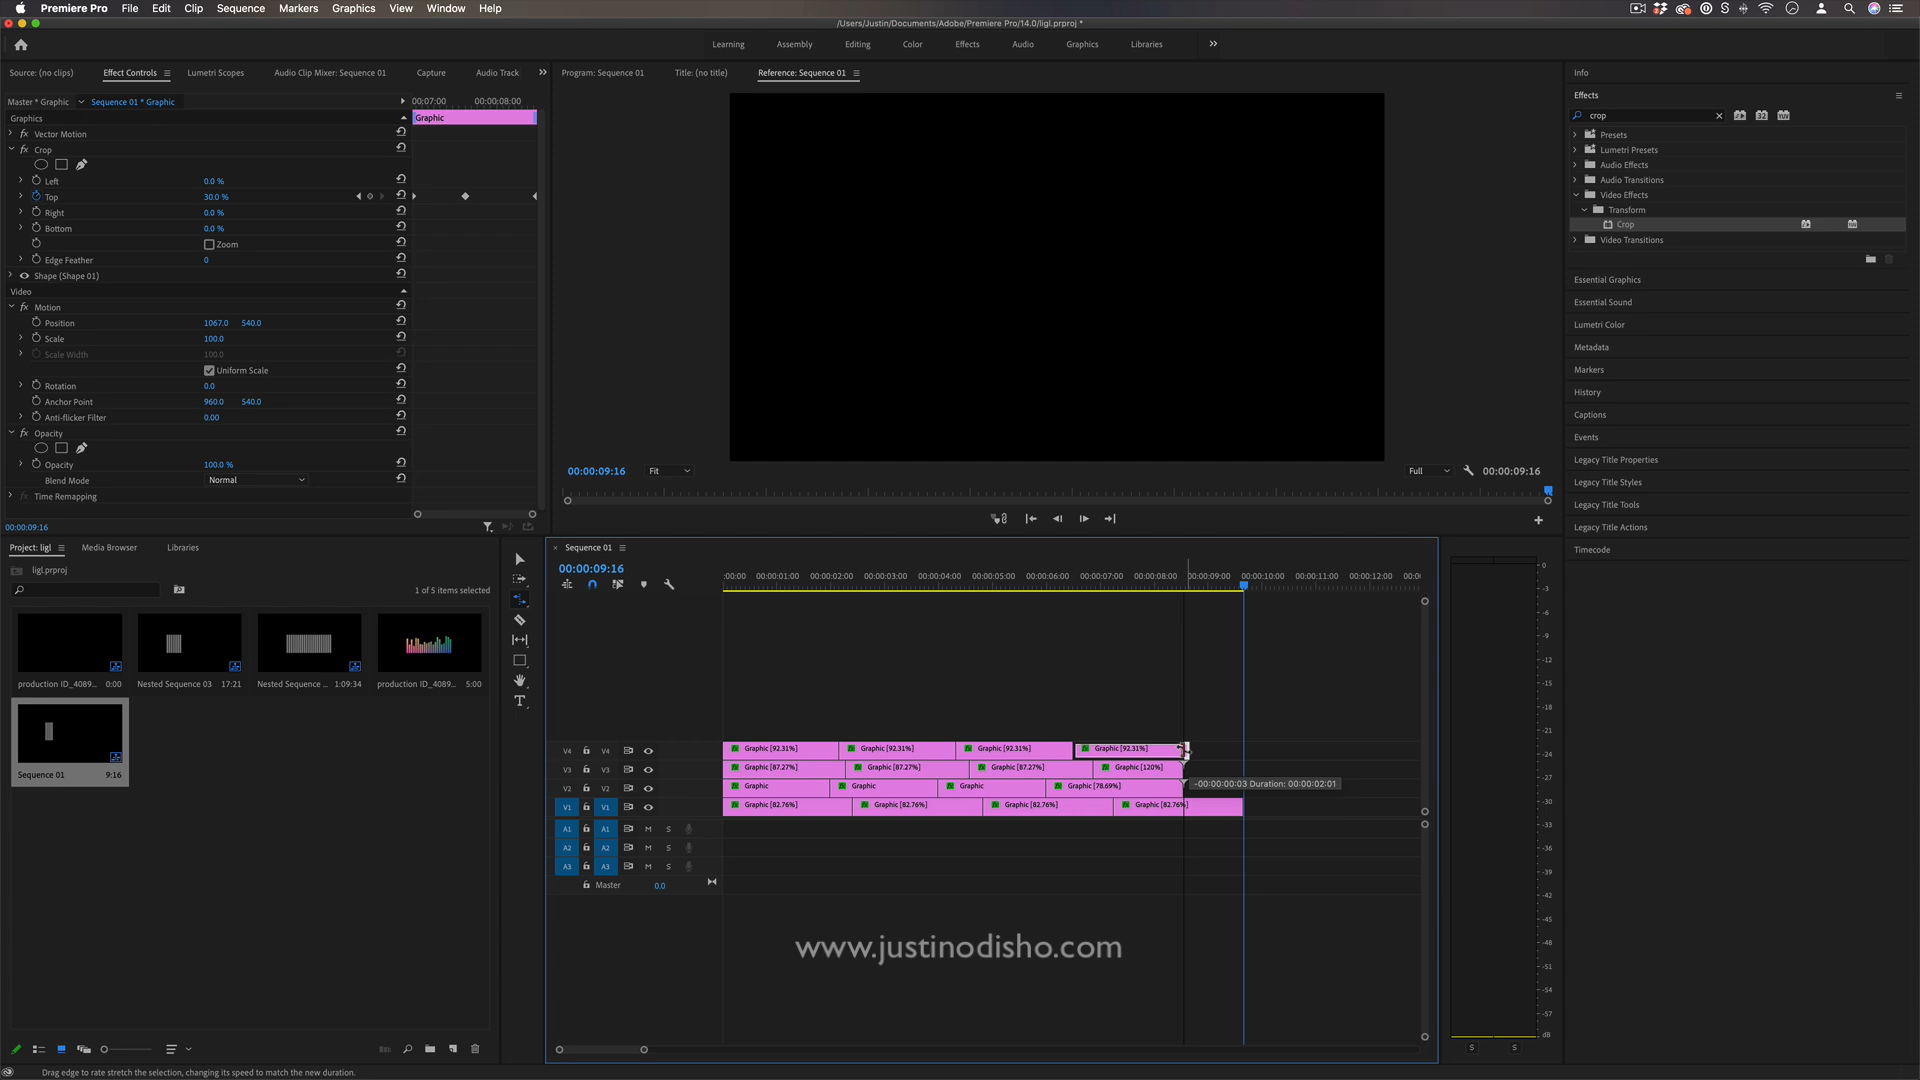 Premiere Pro File Edit Clip Sequence Markers Graphics View Window Help
/Users/Justin/Documents/Adobe/Premiere Pro/14.0/ligl.prproj *
Learning Assembly Editing Color Effects Audio Graphics Libraries
Source: (no clips) Effect Controls Lumetri Scopes Audio Clip Mixer: Sequence 01 Capture Audio Track
Program: Sequence 01 Title: (no title) Reference: Sequence 01
Info
Master * Graphic Sequence 01 * Graphic
00:07:00 00:00:08:00
Graphics
Graphic
fx Vector Motion
fx Crop
Left 0.0 %
Top 30.0 %
Right 0.0 %
Bottom 0.0 %
Zoom
Edge Feather 0
Shape (Shape 01)
Video
fx Motion
Position 1067.0 540.0
Scale 100.0
Scale Width 100.0
Uniform Scale
Rotation 0.0
Anchor Point 960.0 540.0
Anti-flicker Filter 0.00
fx Opacity
Opacity 100.0 %
Blend Mode Normal
fx Time Remapping
00:00:09:16
00:00:09:16 Fit Full 00:00:09:16
Effects
crop
Presets
Lumetri Presets
Audio Effects
Audio Transitions
Video Effects
Transform
Crop
Video Transitions
Essential Graphics
Essential Sound
Lumetri Color
Metadata
Markers
History
Captions
Events
Legacy Title Properties
Legacy Title Styles
Legacy Title Tools
Legacy Title Actions
Timecode
Project: ligl Media Browser Libraries
ligl.prproj
1 of 5 items selected
production ID_4089... 0:00
Nested Sequence 03 17:21
Nested Sequence ... 1:09:34
production ID_4089... 5:00
Sequence 01 9:16
Sequence 01
00:00:09:16
:00:00 00:00:01:00 00:00:02:00 00:00:03:00 00:00:04:00 00:00:05:00 00:00:06:00 00:00:07:00 00:00:08:00 00:00:09:00 00:00:10:00 00:00:11:00 00:00:12:00 00:0
V4 V4 Graphic [92.31%] Graphic [92.31%] Graphic [92.31%] Graphic [92.31%]
V3 V3 Graphic [87.27%] Graphic [87.27%] Graphic [87.27%] Graphic [120%]
V2 V2 Graphic Graphic Graphic Graphic [78.69%]
-00:00:00:03 Duration: 00:00:02:01
V1 V1 Graphic [82.76%] Graphic [82.76%] Graphic [82.76%] Graphic [82.76%]
A1 A1 M S
A2 A2 M S
A3 A3 M S
Master 0.0
www.justinodisho.com
0
-3
-6
-9
-12
-15
-18
-21
-24
-27
-30
-33
-36
-39
-42
-45
-48
-51
-54
-57
dB
S S
Drag edge to rate stretch the selection, changing its speed to match the new duration.